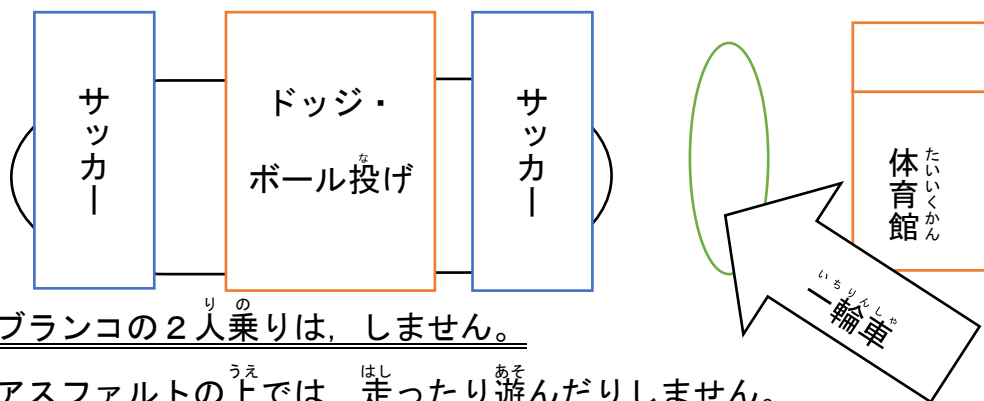 サッカー
ドッジ・
ボール投げ
サッカー
体育館
一輪車
ブランコの２人乗りは，しません。
アスファルトの上では，走ったり遊んだりしません。